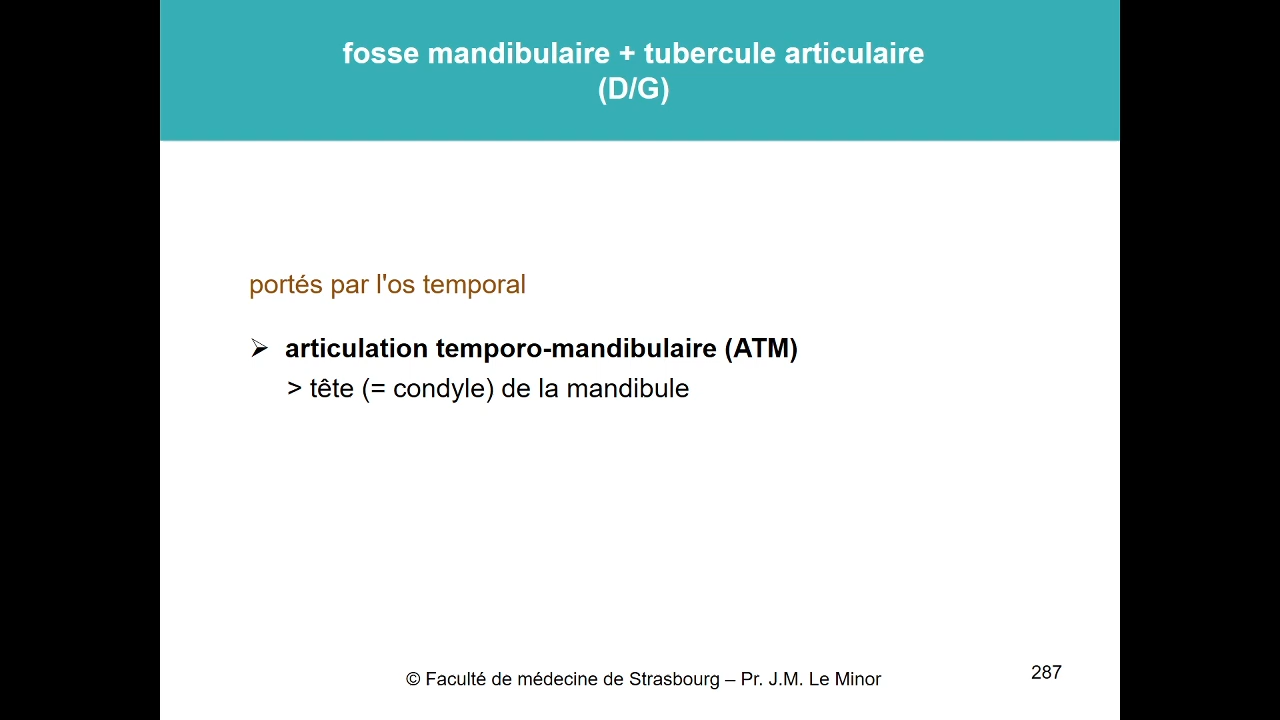 fosse mandibulaire + tubercule articulaire
(D/G)
portés par l'os temporal
➢ articulation temporo-mandibulaire (ATM)
> tête (= condyle) de la mandibule
© Faculté de médecine de Strasbourg – Pr. J.M. Le Minor
287